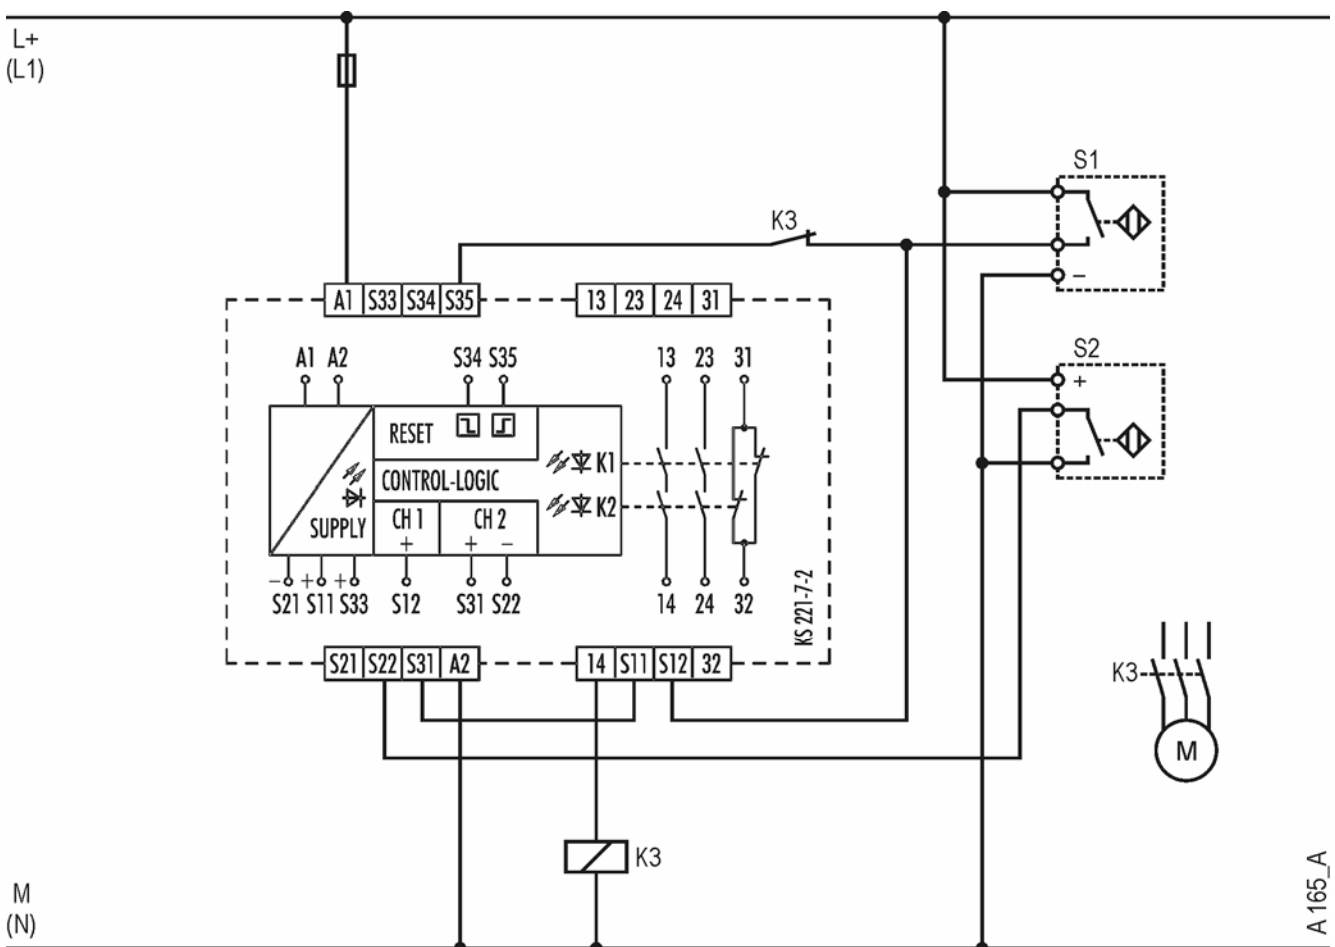 L+
(L1)
S1
K3
–
A1 S33 S34 S35
13 23 24 31
S2
+
A1 A2 S34 S35 13 23 31
RESET
K1
CONTROL-LOGIC
SUPPLY CH 1 CH 2 K2
+ + –
– + +
S21 S11 S33 S12 S31 S22 14 24 32
KS 221-7-2
S21 S22 S31 A2
14 S11 S12 32
K3
M
K3
M
(N)
A 165_A